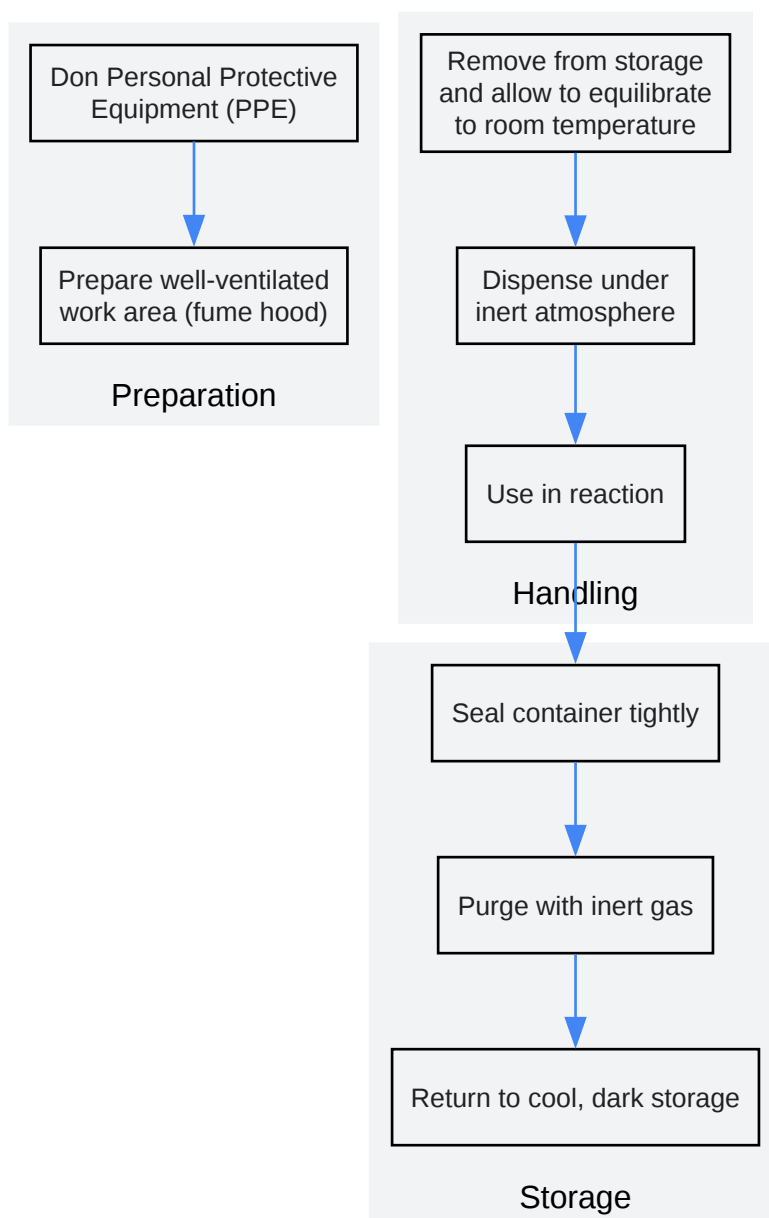 Don Personal Protective
Equipment (PPE)
Prepare well-ventilated
work area (fume hood)
Preparation
Remove from storage
and allow to equilibrate
to room temperature
Dispense under
inert atmosphere
Use in reaction
Handling
Seal container tightly
Purge with inert gas
Return to cool, dark storage
Storage